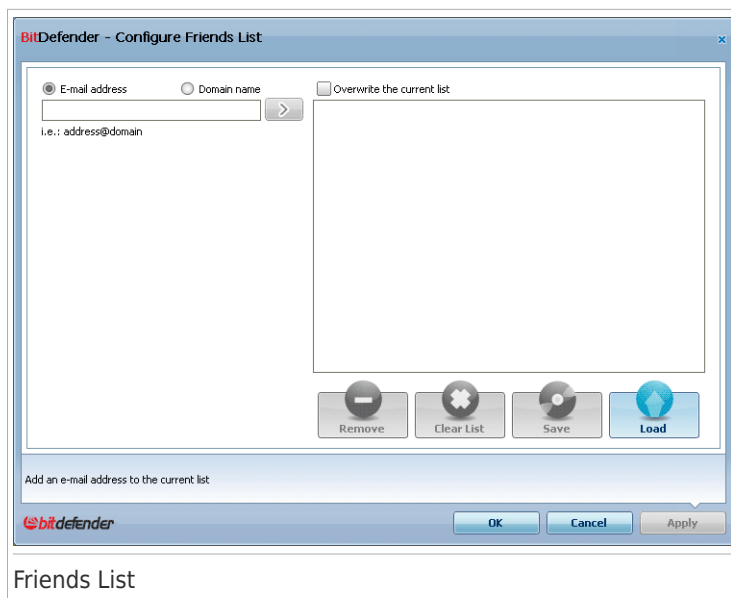 BitDefender - Configure Friends List
x
E-mail address
Domain name
Overwrite the current list
>
i.e.: address@domain
Remove
Clear List
Save
Load
Add an e-mail address to the current list
bitdefender
OK
Cancel
Apply
Friends List